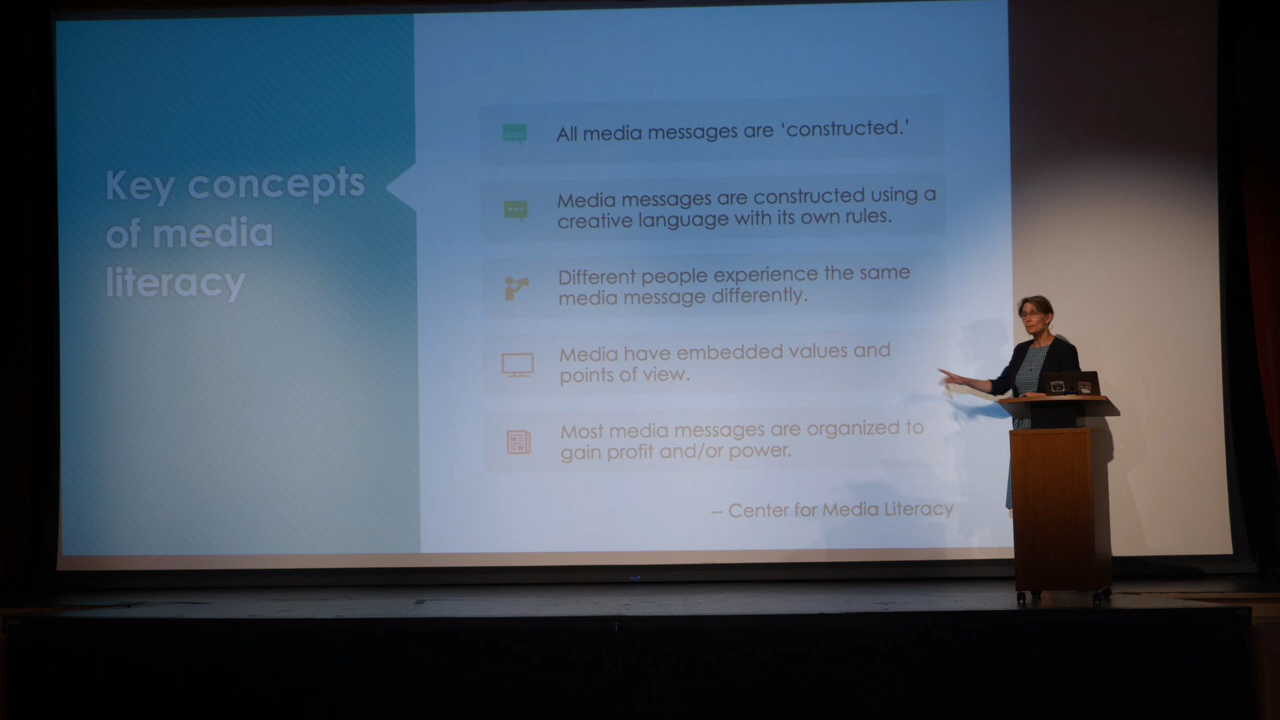 Key concepts
of media
literacy
All media messages are ‘constructed.’
Media messages are constructed using a
creative language with its own rules.
Different people experience the same
media message differently.
Media have embedded values and
points of view.
Most media messages are organized to
gain profit and/or power.
– Center for Media Literacy